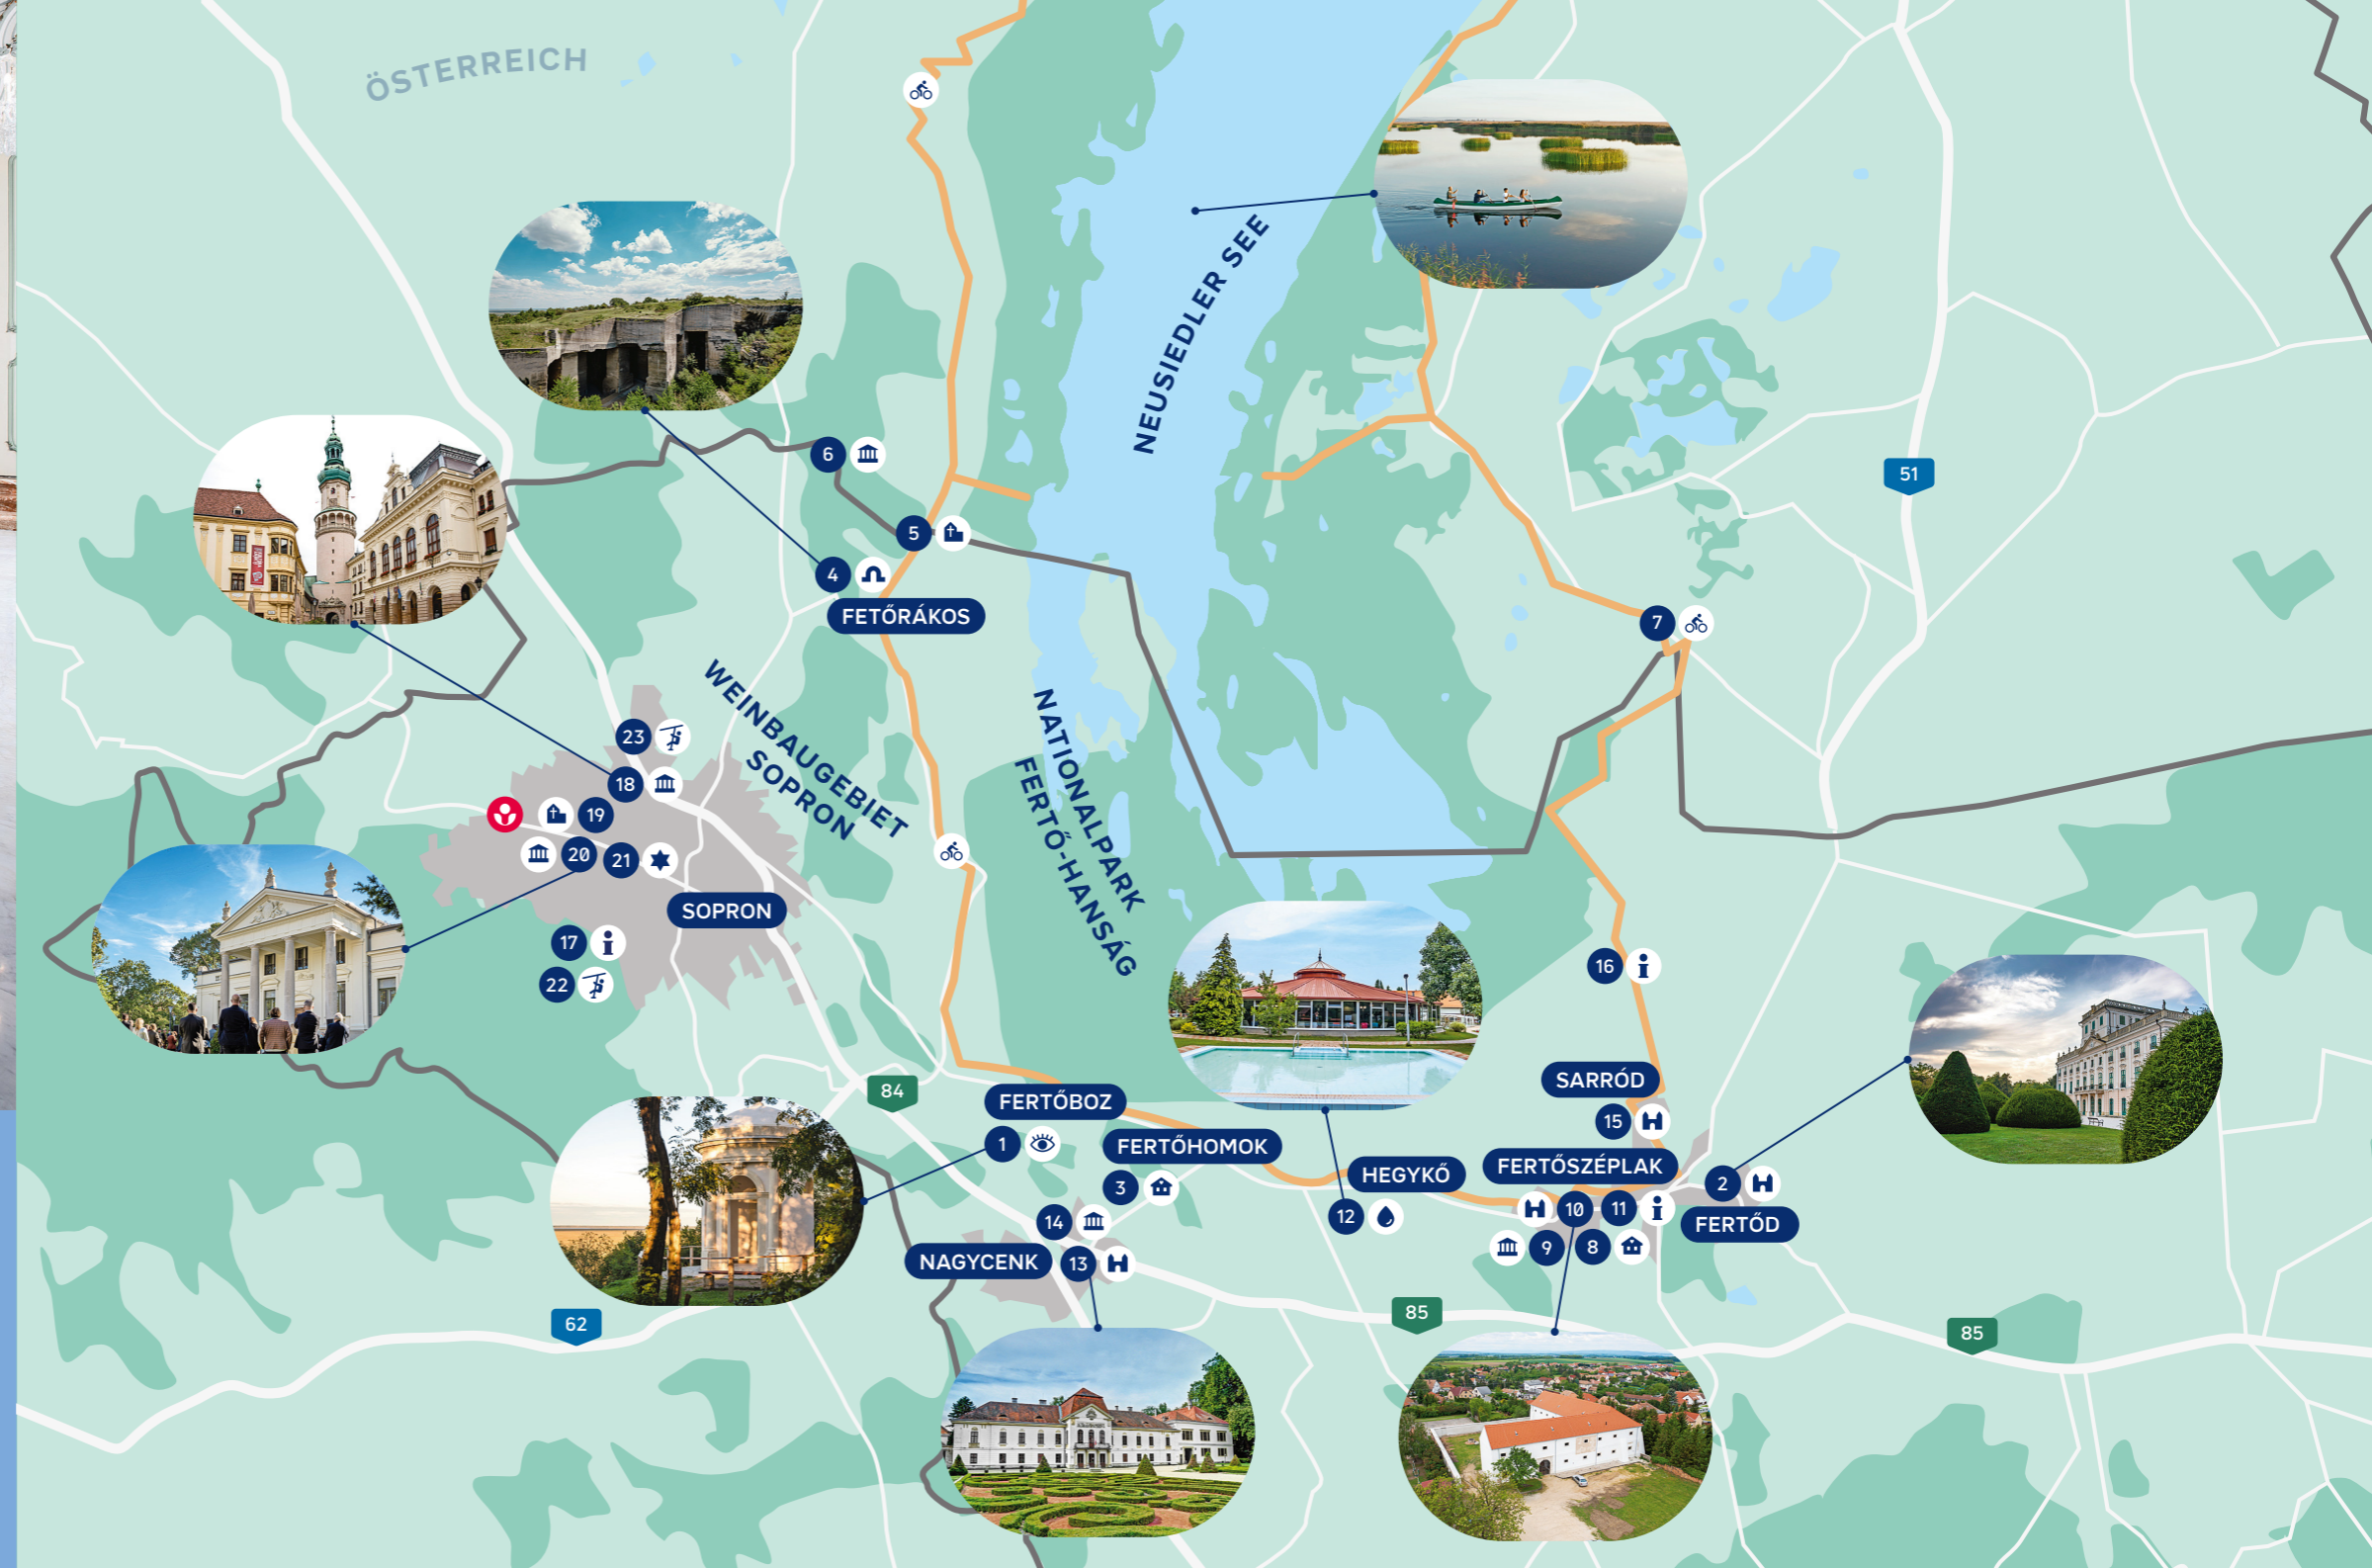 ÖSTERREICH
NEUSIEDLER SEE
6
51
5
4
FETŐRÁKOS
7
WEINBAUGEBIET
SOPRON
NATIONALPARK
FERTŐ-HANSÁG
23
18
19
20
21
SOPRON
17
22
16
84
SARRÓD
15
FERTŐBOZ
1
FERTŐHOMOK
3
HEGYKŐ
12
FERTŐSZÉPLAK
10
11
9
8
2
FERTŐD
14
NAGYCENK
13
62
85
85